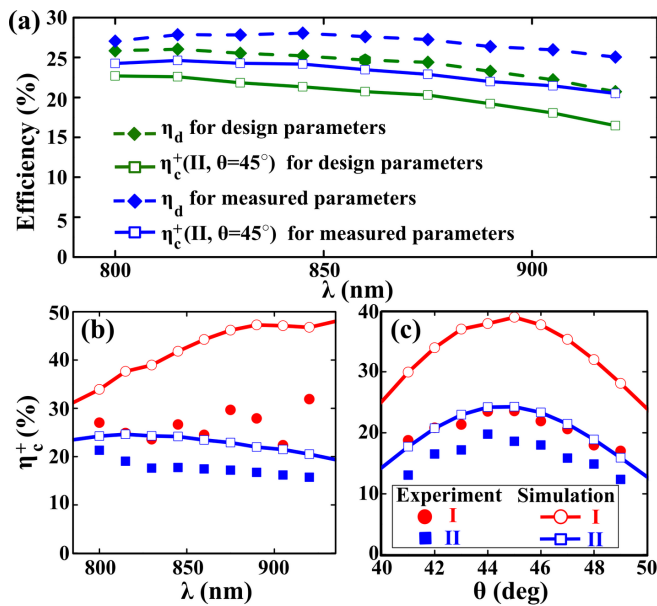 (a)
Efficiency (%)
30
25
20
15
10
5
0
η_d for design parameters
η_c^+(II, θ=45°) for design parameters
η_d for measured parameters
η_c^+(II, θ=45°) for measured parameters
800 850 900
λ (nm)
(b)
η_c^+ (%)
50
40
30
20
10
0
800 850 900
λ (nm)
(c)
40
30
20
10
0
Experiment Simulation
I I
II II
40 42 44 46 48 50
θ (deg)